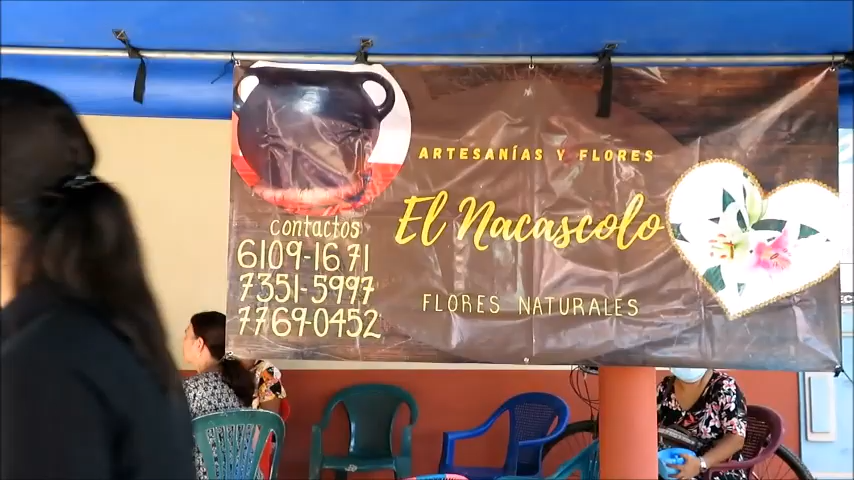 ARTESANÍAS Y FLORES
El Nacascolo
FLORES NATURALES
contactos
6109-1671
7351-5997
7769-0452